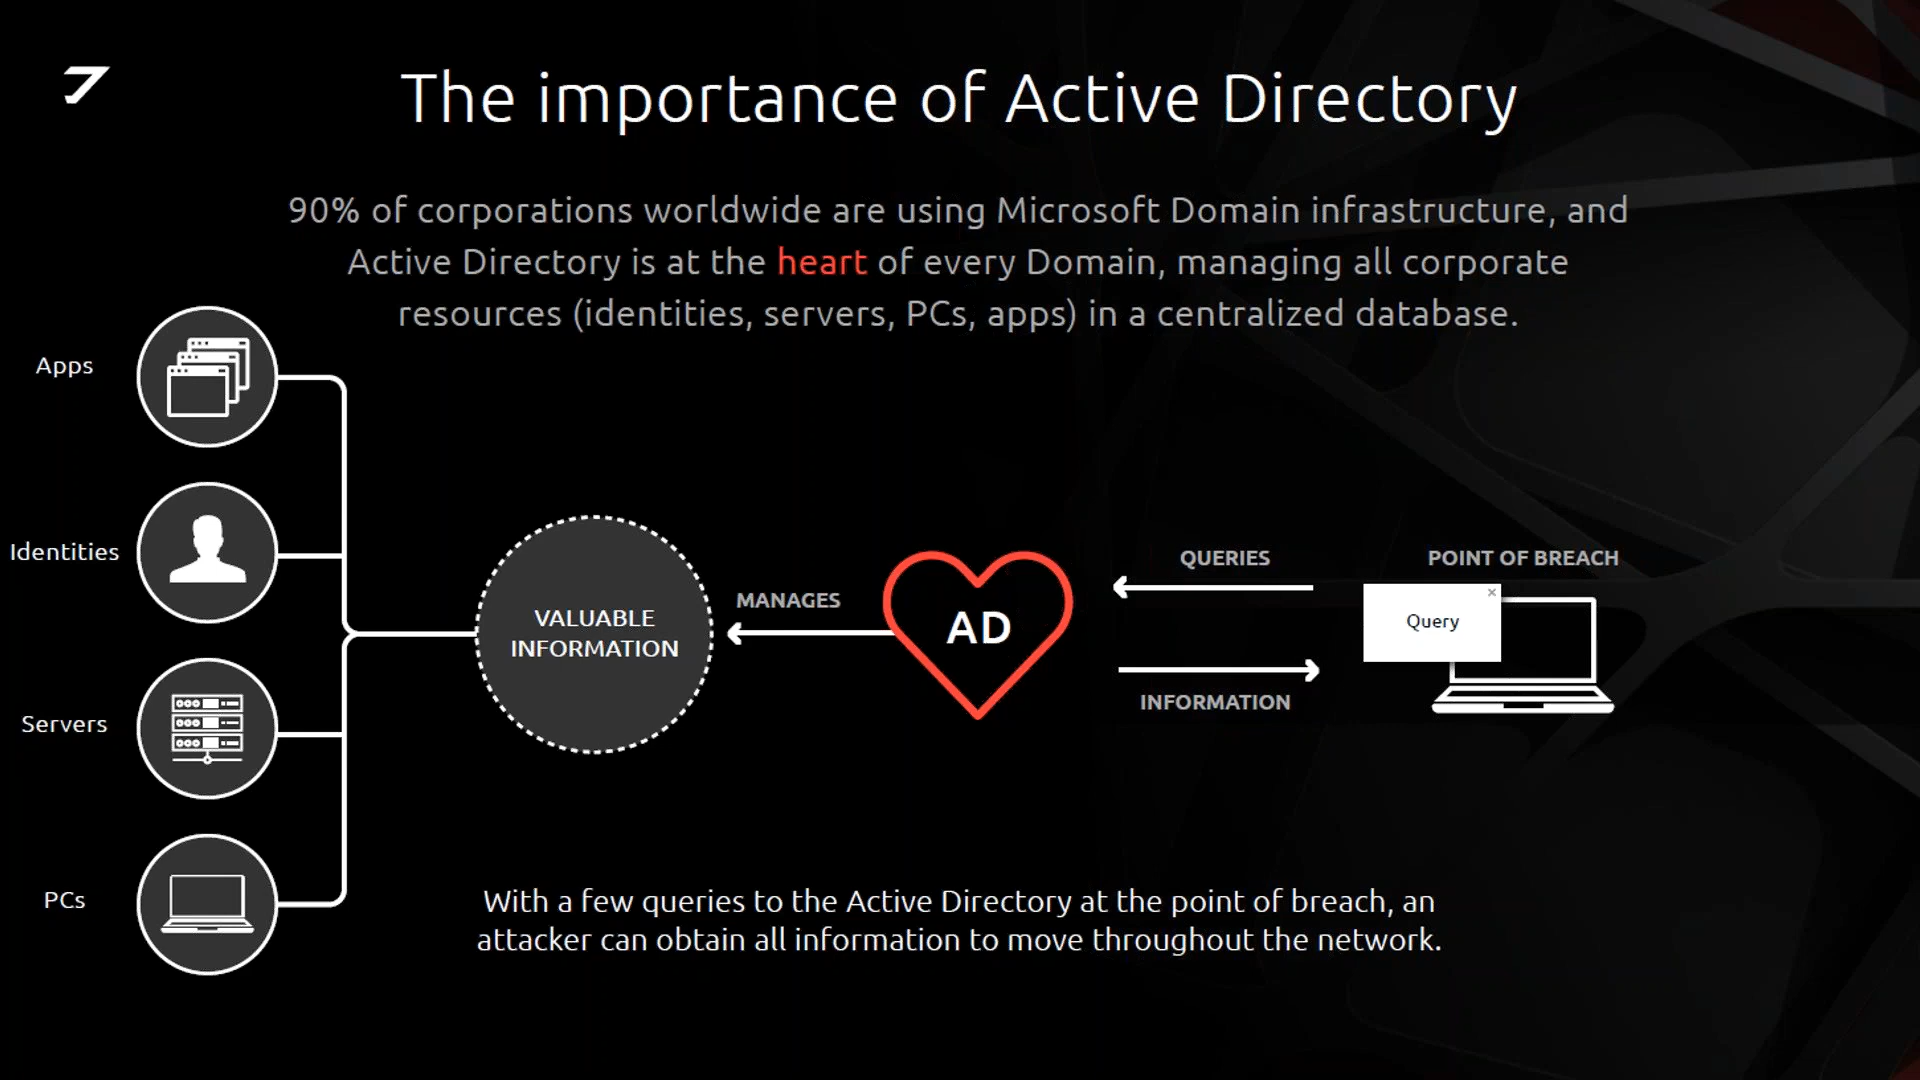 The importance of Active Directory
90% of corporations worldwide are using Microsoft Domain infrastructure, and
Active Directory is at the heart of every Domain, managing all corporate
resources (identities, servers, PCs, apps) in a centralized database.
Apps
Identities
Servers
PCs
VALUABLE
INFORMATION
MANAGES
AD
QUERIES
INFORMATION
POINT OF BREACH
Query
With a few queries to the Active Directory at the point of breach, an
attacker can obtain all information to move throughout the network.